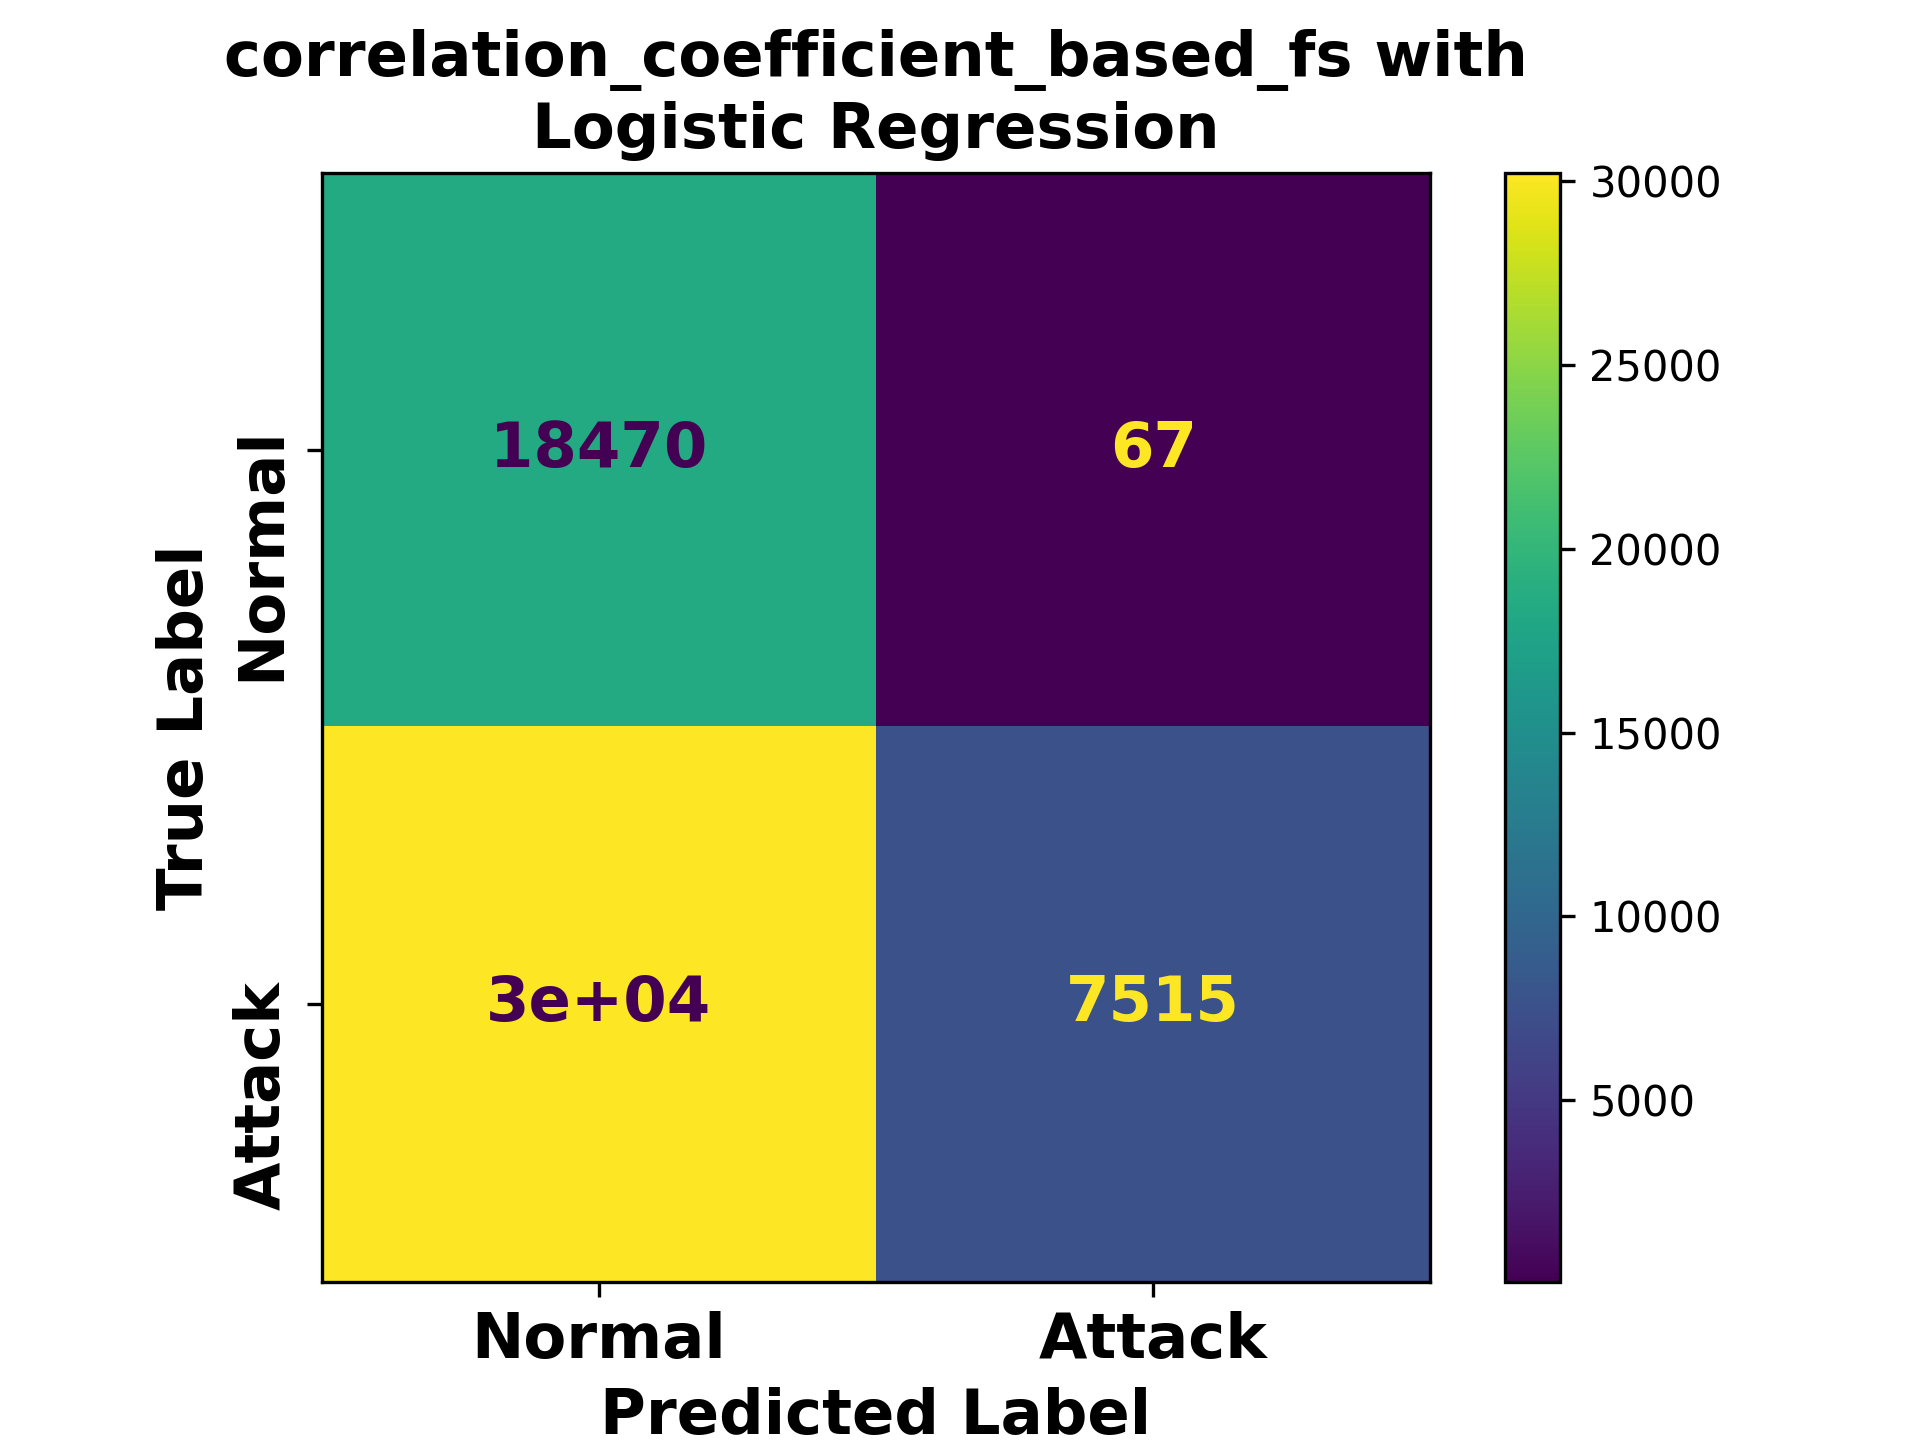 correlation_coefficient_based_fs with
Logistic Regression
True Label
Normal
Attack
18470
67
3e+04
7515
Normal
Attack
Predicted Label
30000
25000
20000
15000
10000
5000